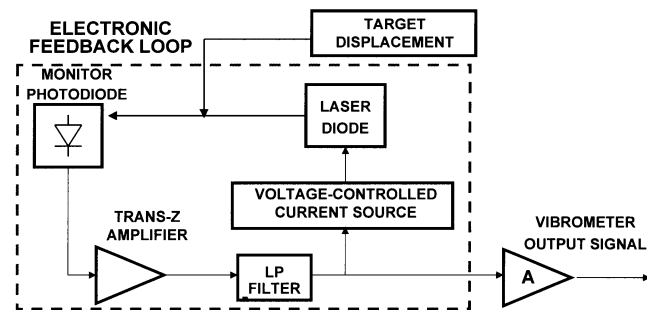 ELECTRONIC
FEEDBACK LOOP
TARGET
DISPLACEMENT
MONITOR
PHOTODIODE
LASER
DIODE
VOLTAGE-CONTROLLED
CURRENT SOURCE
TRANS-Z
AMPLIFIER
LP
FILTER
VIBROMETER
OUTPUT SIGNAL
A